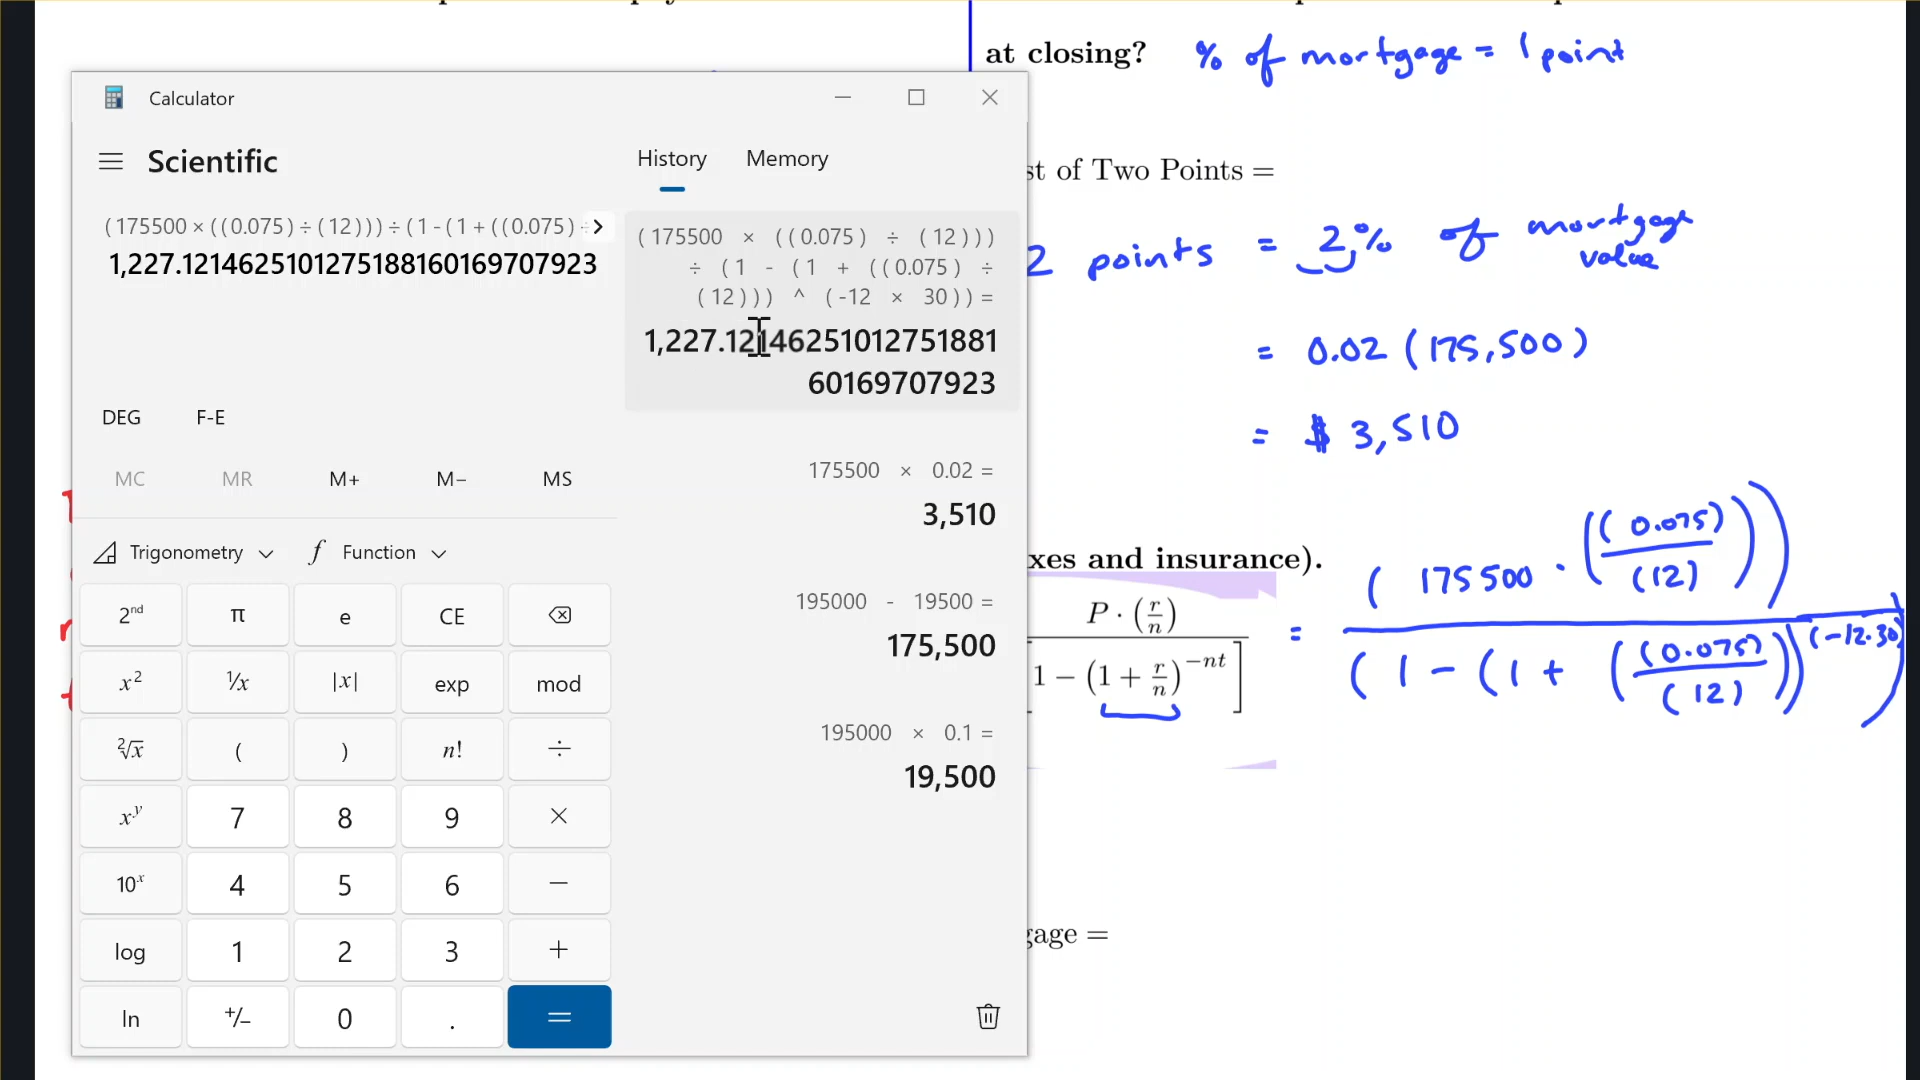 at closing? % of mortgage = 1 point
Calculator
Scientific
History Memory
(175500 × ((0.075) ÷ (12))) ÷ (1 - (1 + ((0.075) ÷
1,227.1214625101275188160169707923
(175500 × ((0.075) ÷ (12)))
÷ (1 - (1 + ((0.075) ÷
(12))) ^ (-12 × 30)) =
1,227.12146251012751881
60169707923
DEG F-E
MC MR M+ M− MS
175500 × 0.02 =
3,510
Trigonometry Function
195000 - 19500 =
175,500
195000 × 0.1 =
19,500
2nd π e CE
x² ¹/x |x| exp mod
²√x ( ) n! ÷
xʸ 7 8 9 ×
10ˣ 4 5 6 −
log 1 2 3 +
ln +/− 0 . =
st of Two Points =
2 points = 2% of mortgage value
= 0.02 (175,500)
= $ 3,510
xes and insurance).
P · (r/n) / [1 − (1 + r/n)^−nt] = (175500 · ((0.075)/(12))) / (1 − (1 + ((0.075)/(12)))^(-12·30))
gage =